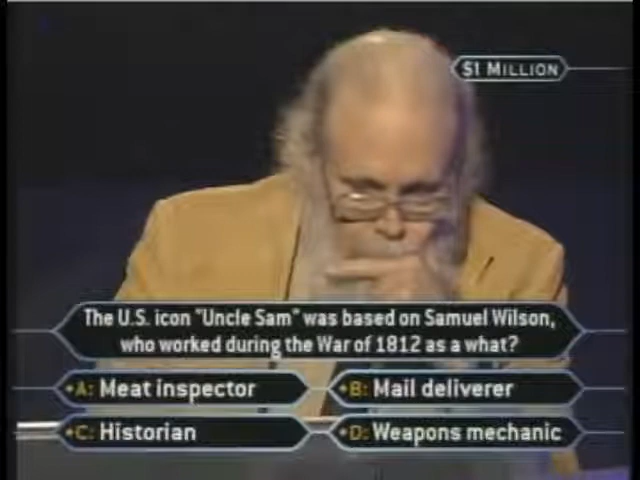 $1 MILLION
The U.S. icon "Uncle Sam" was based on Samuel Wilson,
who worked during the War of 1812 as a what?
A: Meat inspector
B: Mail deliverer
C: Historian
D: Weapons mechanic